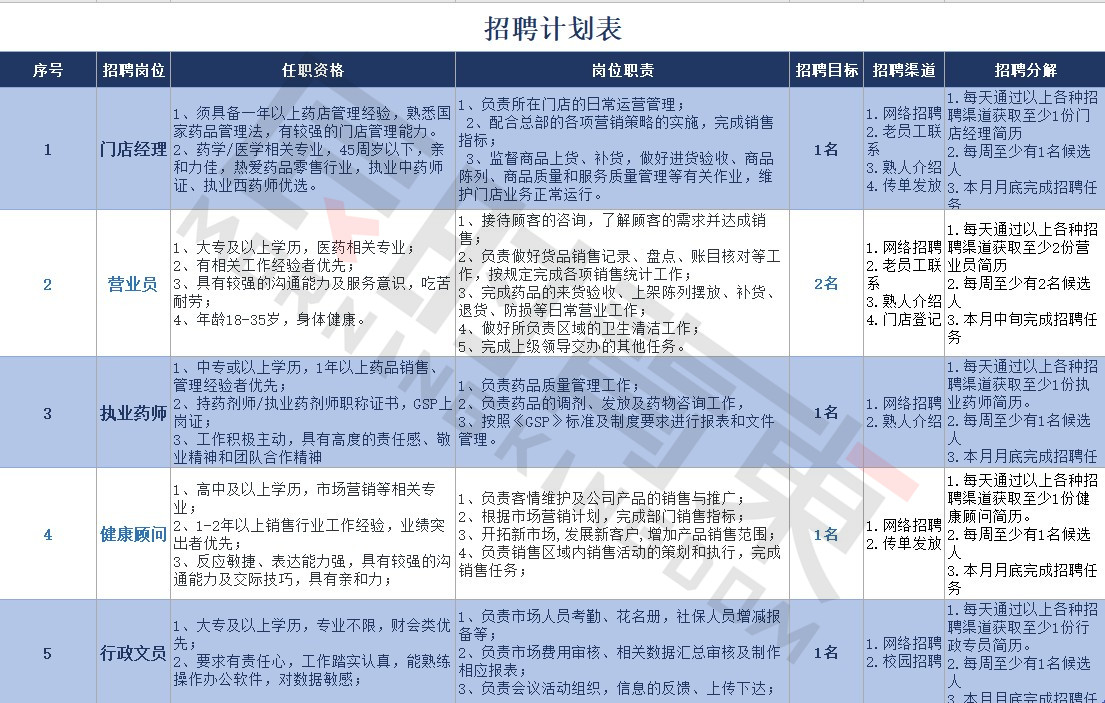 招聘计划表
序号 招聘岗位 任职资格 岗位职责 招聘目标 招聘渠道 招聘分解
1
门店经理
1、须具备一年以上药店管理经验，熟悉国
家药品管理法，有较强的门店管理能力。
2、药学/医学相关专业，45周岁以下，亲
和力佳，热爱药品零售行业，执业中药师
证、执业西药师优选。
1、负责所在门店的日常运营管理；
2、配合总部的各项营销策略的实施，完成销售
指标；
3、监督商品上货、补货，做好进货验收、商品
陈列、商品质量和服务质量管理等有关作业，维
护门店业务正常运行。
1名
1. 网络招聘
2. 老员工联
系
3. 熟人介绍
4. 传单发放
1. 每天通过以上各种招
聘渠道获取至少1份门
店经理简历
2. 每周至少有1名候选
人
3. 本月月底完成招聘任
务
2
营业员
1、大专及以上学历，医药相关专业；
2、有相关工作经验者优先；
3、具有较强的沟通能力及服务意识，吃苦
耐劳；
4、年龄18-35岁，身体健康。
1、接待顾客的咨询，了解顾客的需求并达成销
售；
2、负责做好货品销售记录、盘点、账目核对等工
作，按规定完成各项销售统计工作；
3、完成药品的来货验收、上架陈列摆放、补货、
退货、防损等日常营业工作；
4、做好所负责区域的卫生清洁工作；
5、完成上级领导交办的其他任务。
2名
1. 网络招聘
2. 老员工联
系
3. 熟人介绍
4. 门店登记
1. 每天通过以上各种招
聘渠道获取至少2份营
业员简历
2. 每周至少有2名候选
人
3. 本月中旬完成招聘任
务
3
执业药师
1、中专或以上学历，1年以上药品销售、
管理经验者优先；
2、持药剂师/执业药剂师职称证书，GSP上
岗证；
3、工作积极主动，具有高度的责任感、敬
业精神和团队合作精神
1、负责药品质量管理工作；
2、负责药品的调剂、发放及药物咨询工作，
3、按照《GSP》标准及制度要求进行报表和文件
管理。
1名
1. 网络招聘
2. 熟人介绍
1. 每天通过以上各种招
聘渠道获取至少1份执
业药师简历。
2. 每周至少有1名候选
人
3. 本月月底完成招聘任
4
健康顾问
1、高中及以上学历，市场营销等相关专
业；
2、1-2年以上销售行业工作经验，业绩突
出者优先；
3、反应敏捷、表达能力强，具有较强的沟
通能力及交际技巧，具有亲和力；
1、负责客情维护及公司产品的销售与推广；
2、根据市场营销计划，完成部门销售指标；
3、开拓新市场,发展新客户,增加产品销售范围；
4、负责销售区域内销售活动的策划和执行，完成
销售任务；
1名
1. 网络招聘
2. 传单发放
1. 每天通过以上各种招
聘渠道获取至少1份健
康顾问简历。
2. 每周至少有1名候选
人
3. 本月月底完成招聘任
务
5
行政文员
1、大专及以上学历，专业不限，财会类优
先；
2、要求有责任心，工作踏实认真，能熟练
操作办公软件，对数据敏感；
1、负责市场人员考勤、花名册，社保人员增减报
备等；
2、负责市场费用审核、相关数据汇总审核及制作
相应报表；
3、负责会议活动组织，信息的反馈、上传下达；
1名
1. 网络招聘
2. 校园招聘
1. 每天通过以上各种招
聘渠道获取至少1份行
政专员简历。
2. 每周至少有1名候选
人
3. 本月月底完成招聘任